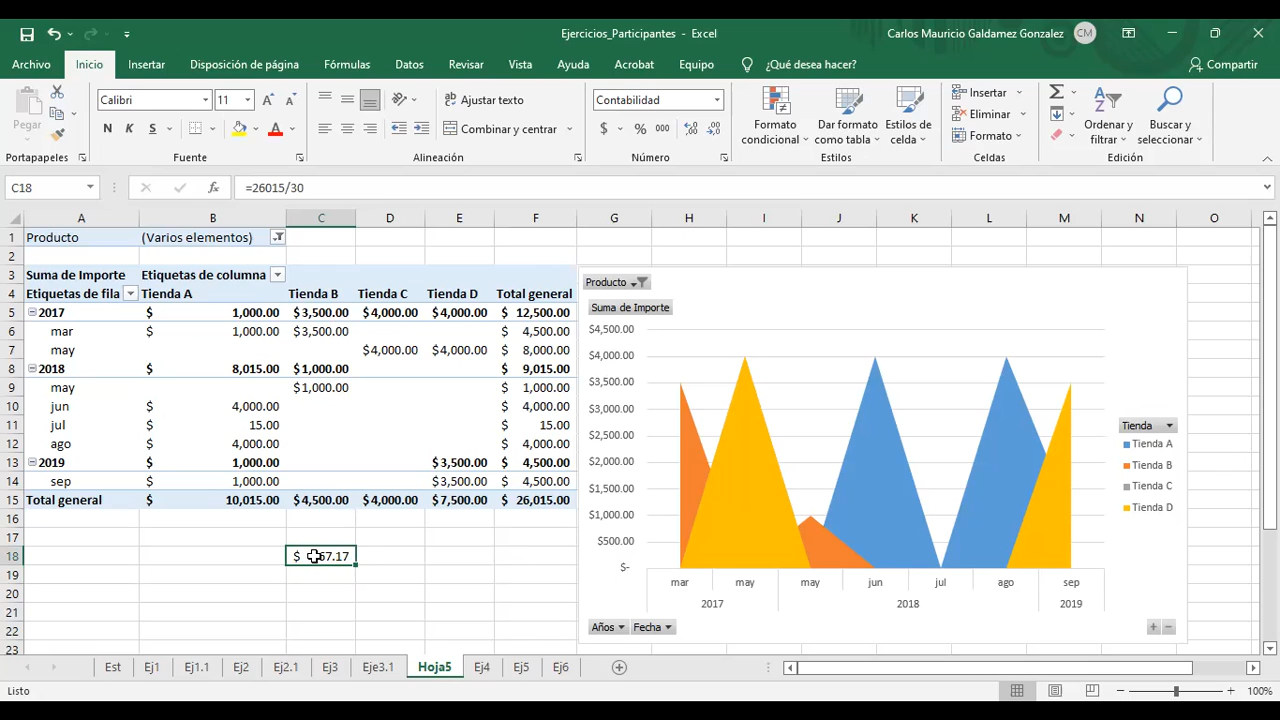 Ejercicios_Participantes - Excel
Carlos Mauricio Galdamez Gonzalez CM
Archivo Inicio Insertar Disposición de página Fórmulas Datos Revisar Vista Ayuda Acrobat Equipo ¿Qué desea hacer? Compartir
Pegar
Calibri 11
N K S
Ajustar texto
Combinar y centrar
Contabilidad
$ % 000
Formato condicional
Dar formato como tabla
Estilos de celda
Insertar
Eliminar
Formato
Ordenar y filtrar
Buscar y seleccionar
Portapapeles Fuente Alineación Número Estilos Celdas Edición
C18 fx =26015/30
A B C D E F G H I J K L M N O
1 Producto (Varios elementos)
2
3 Suma de Importe Etiquetas de columna
4 Etiquetas de fila Tienda A Tienda B Tienda C Tienda D Total general
5 2017 $ 1,000.00 $3,500.00 $4,000.00 $4,000.00 $ 12,500.00
6 mar $ 1,000.00 $3,500.00 $ 4,500.00
7 may $4,000.00 $4,000.00 $ 8,000.00
8 2018 $ 8,015.00 $1,000.00 $ 9,015.00
9 may $1,000.00 $ 1,000.00
10 jun $ 4,000.00 $ 4,000.00
11 jul $ 15.00 $ 15.00
12 ago $ 4,000.00 $ 4,000.00
13 2019 $ 1,000.00 $3,500.00 $ 4,500.00
14 sep $ 1,000.00 $3,500.00 $ 4,500.00
15 Total general $ 10,015.00 $4,500.00 $4,000.00 $7,500.00 $ 26,015.00
16
17
18 $
19
20
21
22
23
Producto
Suma de Importe
$4,500.00
$4,000.00
$3,500.00
$3,000.00
$2,500.00
$2,000.00
$1,500.00
$1,000.00
$500.00
$-
mar may may jun jul ago sep
2017 2018 2019
Tienda
Tienda A
Tienda B
Tienda C
Tienda D
Años Fecha
+ −
Est Ej1 Ej1.1 Ej2 Ej2.1 Ej3 Eje3.1 Hoja5 Ej4 Ej5 Ej6
Listo
100%